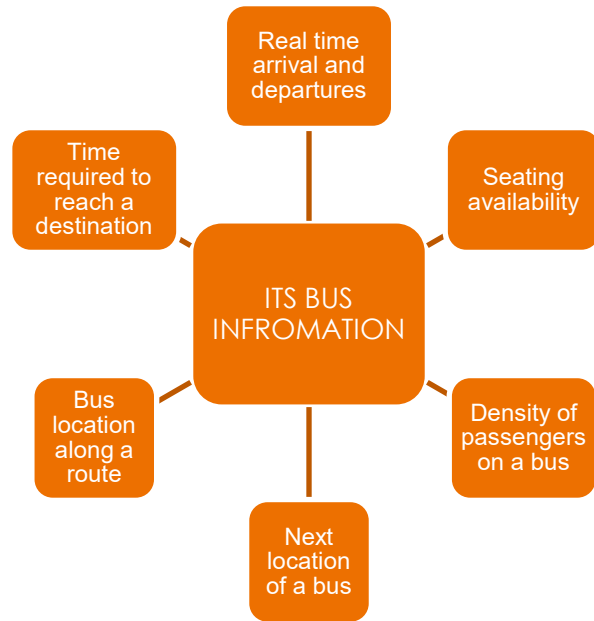 Real time
arrival and
departures
Time
required to
reach a
destination
Seating
availability
ITS BUS
INFROMATION
Bus
location
along a
route
Density of
passengers
on a bus
Next
location
of a bus